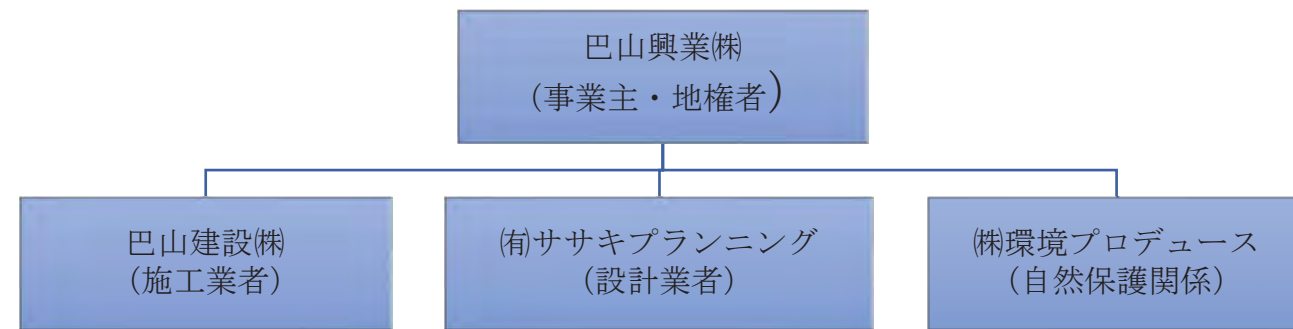 巴山興業㈱
（事業主・地権者）
巴山建設㈱
（施工業者）
㈲ササキプランニング
（設計業者）
㈱環境プロデュース
（自然保護関係）